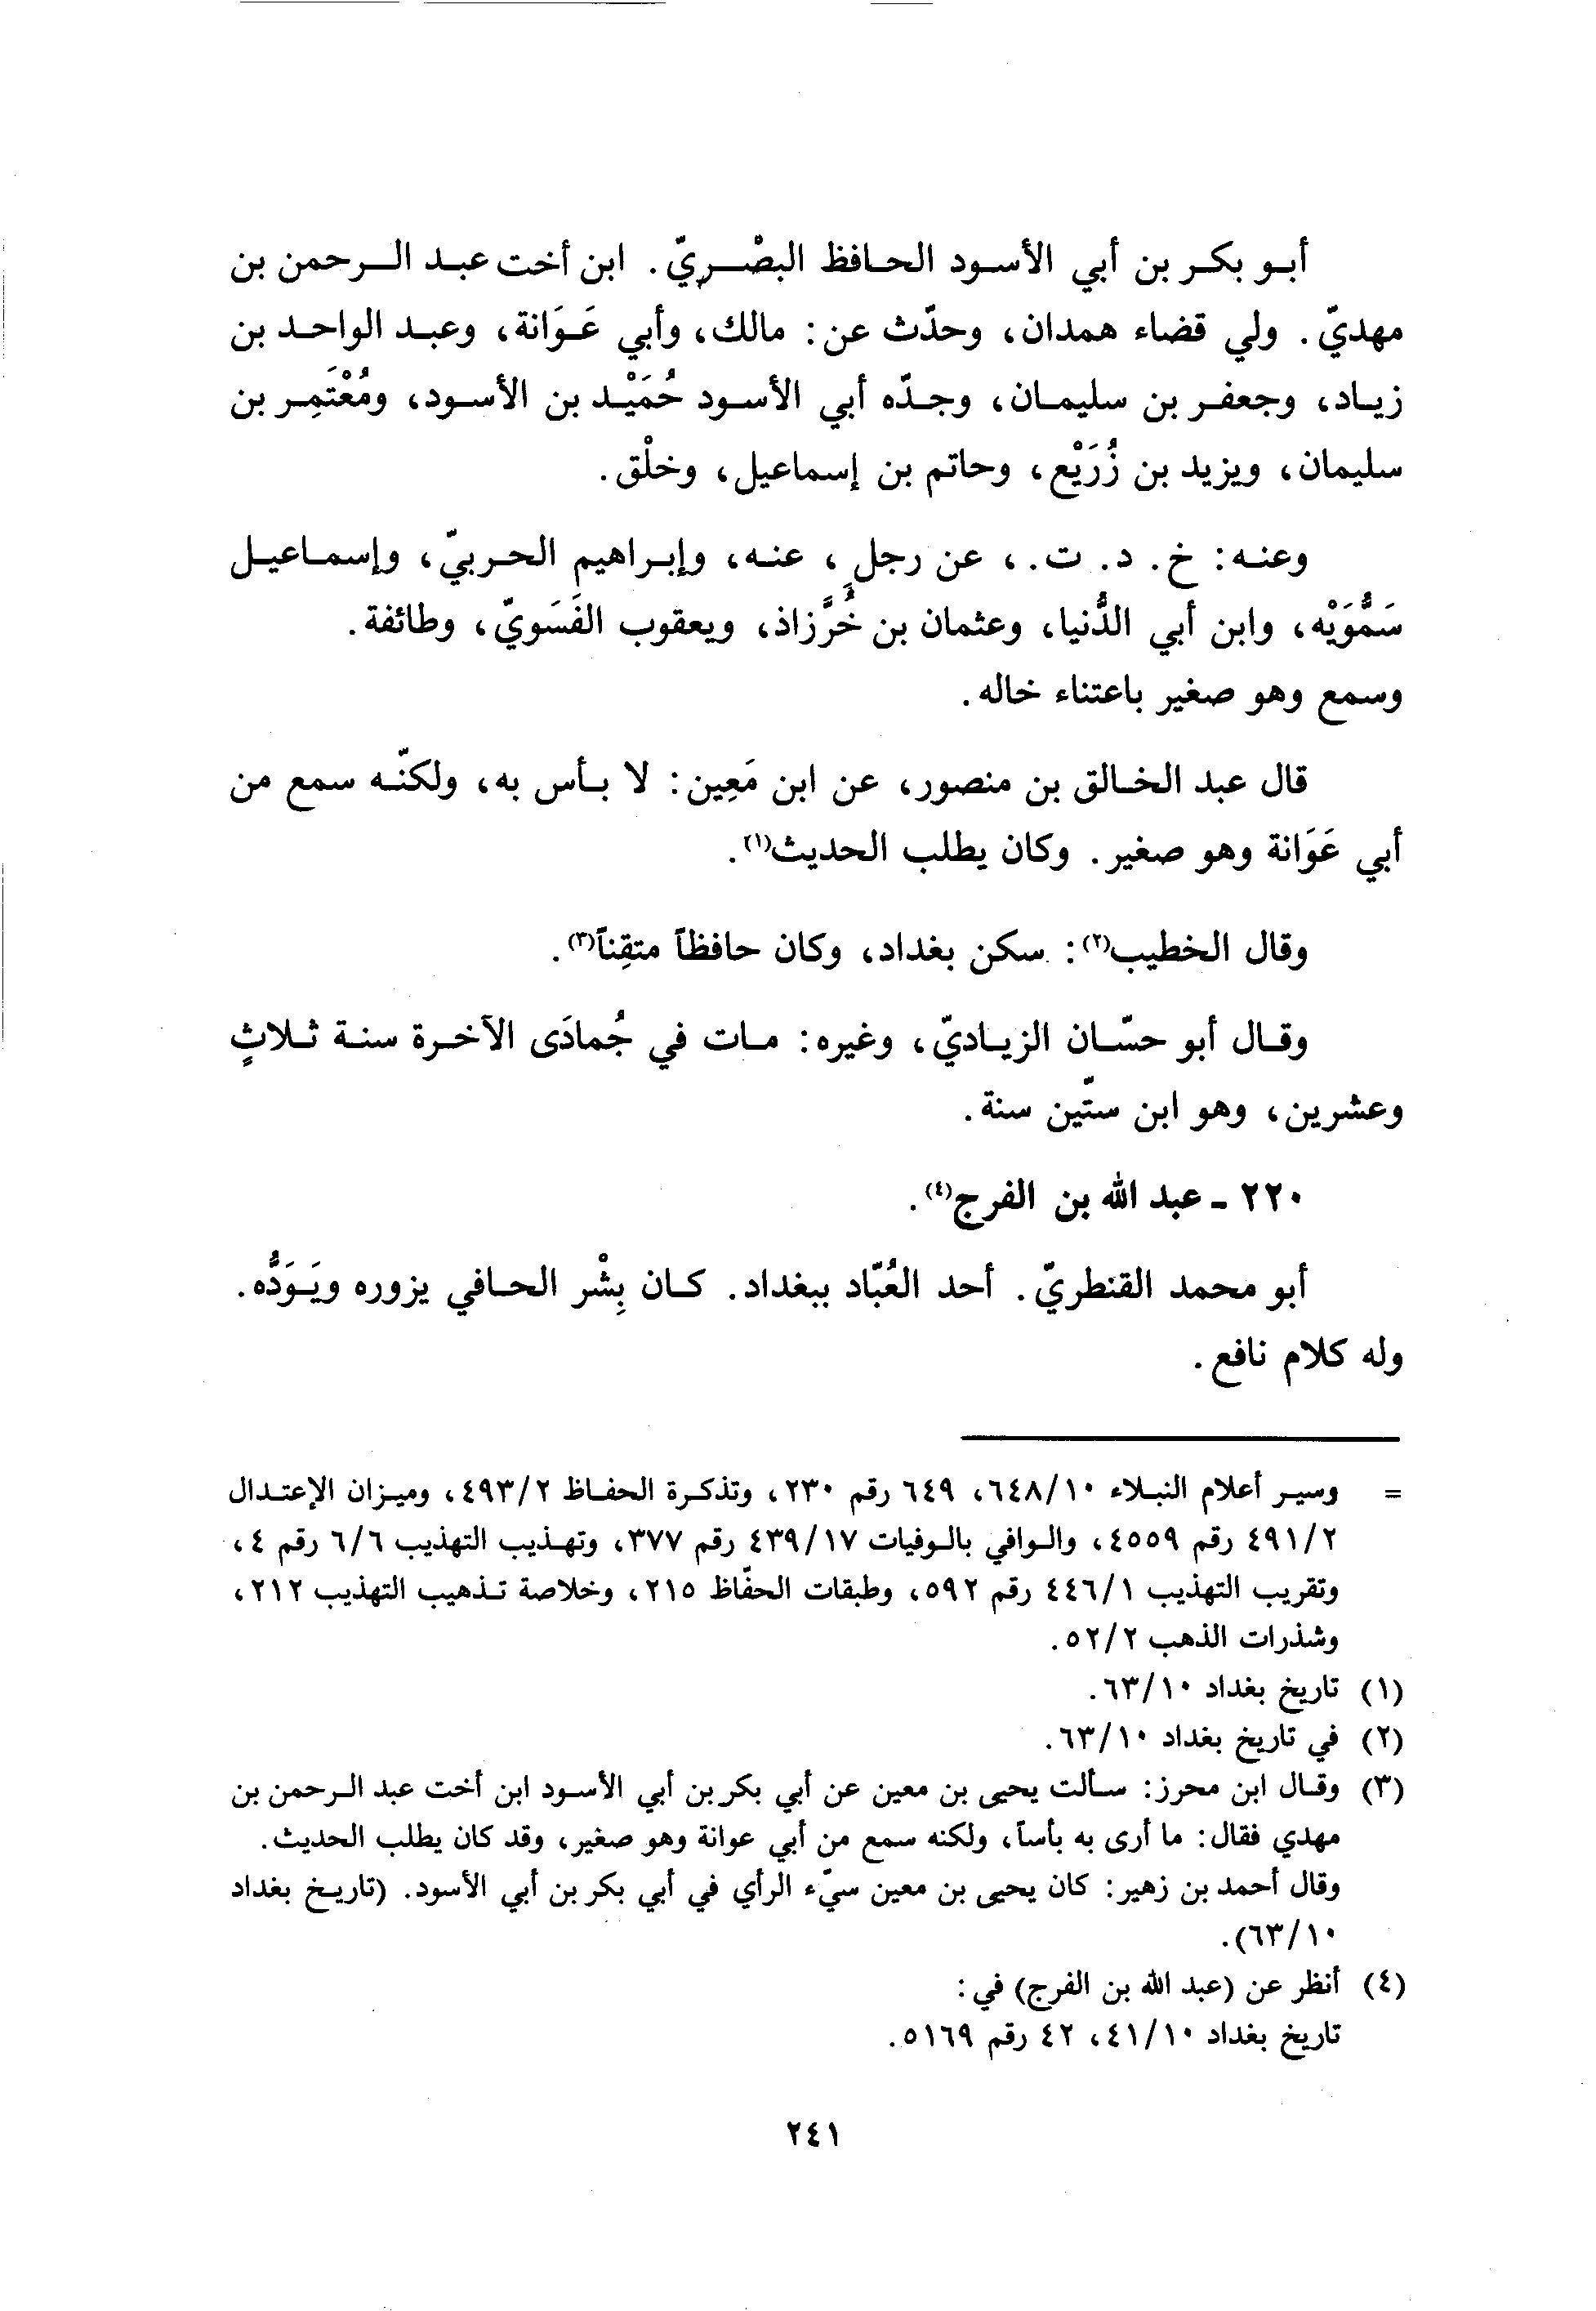 أبو بكر بن أبي الأسود الحافظ البصْريّ. ابن أخت عبد الرحمن بن
مهديّ. ولي قضاء همدان، وحدّث عن: مالك، وأبي عَوَانة، وعبد الواحد بن
زياد، وجعفر بن سليمان، وجدّه أبي الأسود حُمَيْد بن الأسود، ومُعْتَمِر بن
سليمان، ويزيد بن زُرَيْع، وحاتم بن إسماعيل، وخلْق.
وعنه: خ. د. ت.، عن رجلٍ، عنه، وإبراهيم الحربيّ، وإسماعيل
سَمُّوَيْه، وابن أبي الدُّنيا، وعثمان بن خُرَّزاذ، ويعقوب الفَسَويّ، وطائفة.
وسمع وهو صغير باعتناء خاله.
قال عبد الخالق بن منصور، عن ابن مَعِين: لا بأس به، ولكنّه سمع من
أبي عَوَانة وهو صغير. وكان يطلب الحديث(١).
وقال الخطيب(٢): سكن بغداد، وكان حافظاً متقِناً(٣).
وقال أبو حسّان الزياديّ، وغيره: مات في جُمادَى الآخرة سنة ثلاثٍ
وعشرين، وهو ابن ستّين سنة.
٢٢٠ - عبد الله بن الفرج(٤).
أبو محمد القنطريّ. أحد العُبّاد ببغداد. كان بِشْر الحافي يزوره ويَوَدُّه.
وله كلام نافع.
= وسير أعلام النبلاء ١٠/٦٤٨، ٦٤٩ رقم ٢٣٠، وتذكرة الحفاظ ٢/٤٩٣، وميزان الإعتدال
٢/٤٩١ رقم ٤٥٥٩، والوافي بالوفيات ١٧/٤٣٩ رقم ٣٧٧، وتهذيب التهذيب ٦/٦ رقم ٤،
وتقريب التهذيب ١/٤٤٦ رقم ٥٩٢، وطبقات الحفّاظ ٢١٥، وخلاصة تذهيب التهذيب ٢١٢،
وشذرات الذهب ٢/٥٢.
(١) تاريخ بغداد ١٠/٦٣.
(٢) في تاريخ بغداد ١٠/٦٣.
(٣) وقال ابن محرز: سألت يحيى بن معين عن أبي بكر بن أبي الأسود ابن أخت عبد الرحمن بن
مهدي فقال: ما أرى به بأساً، ولكنه سمع من أبي عوانة وهو صغير، وقد كان يطلب الحديث.
وقال أحمد بن زهير: كان يحيى بن معين سيّء الرأي في أبي بكر بن أبي الأسود. (تاريخ بغداد
١٠/٦٣).
(٤) أنظر عن (عبد الله بن الفرج) في:
تاريخ بغداد ١٠/٤١، ٤٢ رقم ٥١٦٩.
٢٤١